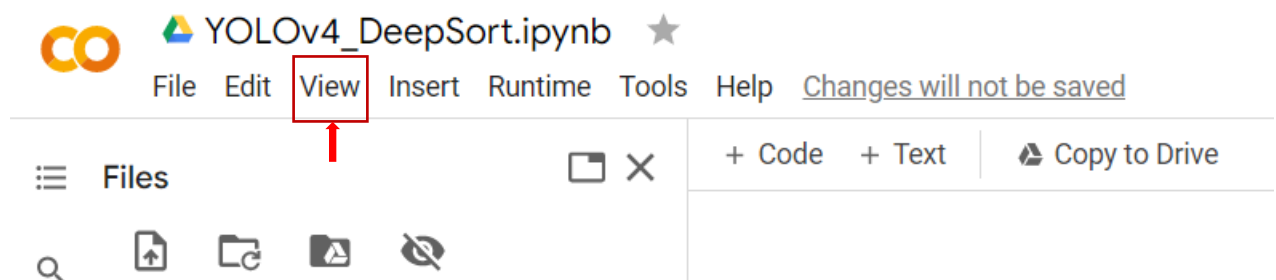 YOLOv4_DeepSort.ipynb
File Edit View Insert Runtime Tools Help Changes will not be saved
Files
+ Code + Text Copy to Drive